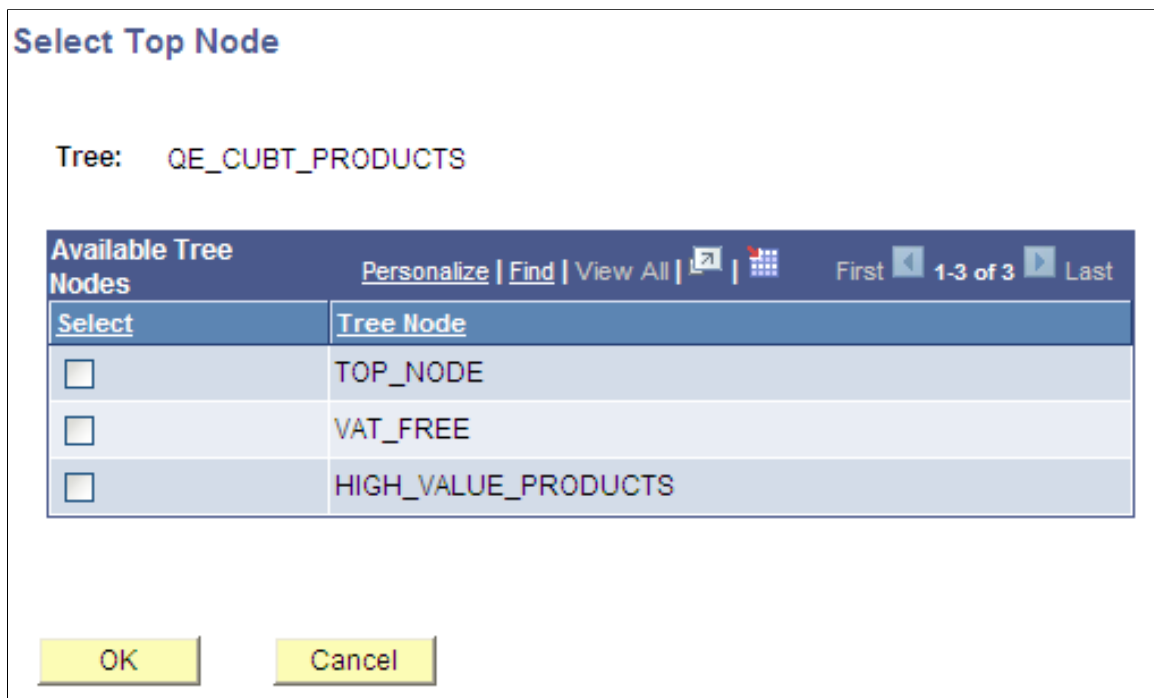 Select Top Node
Tree: QE_CUBT_PRODUCTS
Available Tree
Nodes
Personalize | Find | View All | | First 1-3 of 3 Last
Select Tree Node
TOP_NODE
VAT_FREE
HIGH_VALUE_PRODUCTS
OK Cancel